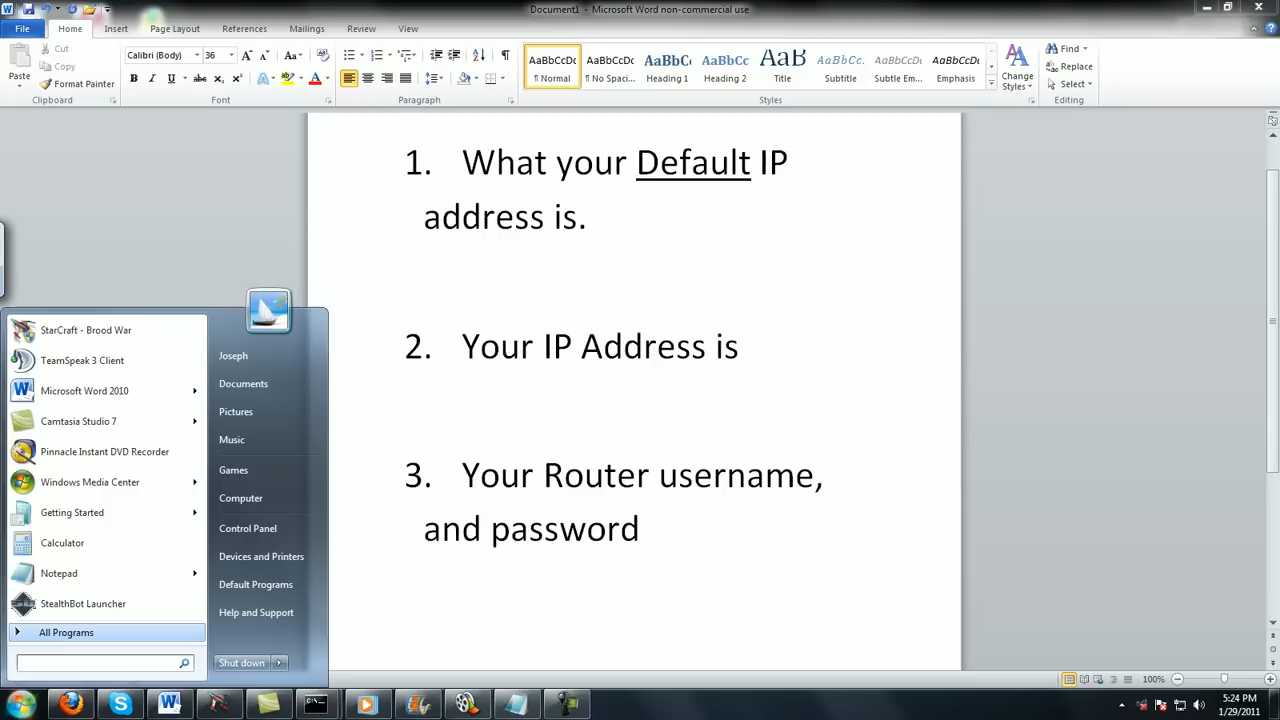 Document1 - Microsoft Word non-commercial use
File Home Insert Page Layout References Mailings Review View
Paste
Cut
Copy
Format Painter
Clipboard
Calibri (Body) 36
Font
Paragraph
AaBbCcDc AaBbCcDc AaBbCc AaBbCc AaB AaBbCc. AaBbCcDc AaBbCcDc
¶ Normal ¶ No Spaci... Heading 1 Heading 2 Title Subtitle Subtle Em... Emphasis
Change
Styles
Styles
Find
Replace
Select
Editing
1. What your Default IP
address is.
2. Your IP Address is
3. Your Router username,
and password
StarCraft - Brood War
TeamSpeak 3 Client
Microsoft Word 2010
Camtasia Studio 7
Pinnacle Instant DVD Recorder
Windows Media Center
Getting Started
Calculator
Notepad
StealthBot Launcher
All Programs
Joseph
Documents
Pictures
Music
Games
Computer
Control Panel
Devices and Printers
Default Programs
Help and Support
Shut down
100%
5:24 PM
1/29/2011